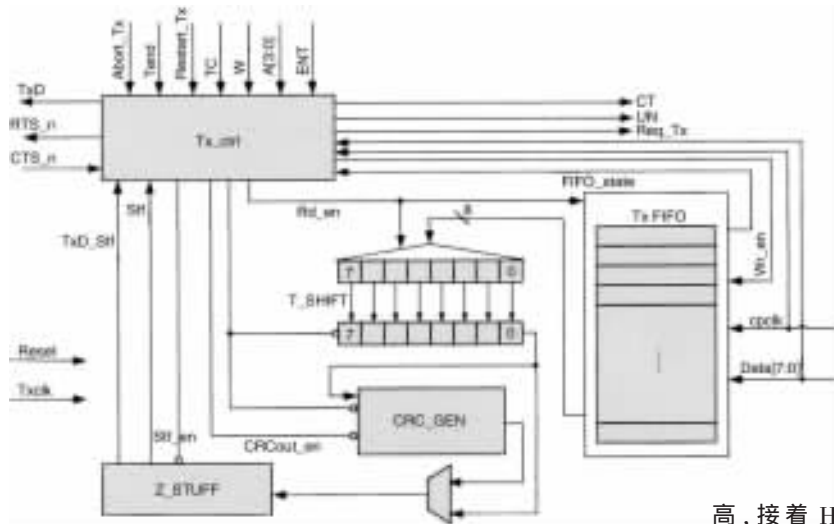 Abort_Tx
Tend
Restart_Tx
TC
W
A[3:0]
ENT
TxD
RTS_n
CTS_n
Tx_ctrl
CT
UN
Req_Tx
FIFO_state
Stf
TxD_Stf
Rd_en
8
Tx FIFO
Wr_en
7
0
T_SHIFT
7
0
cpclk
Data[7:0]
Reset
Txclk
CRC_GEN
Stf_en
CRCout_en
Z_STUFF
高,接着 H